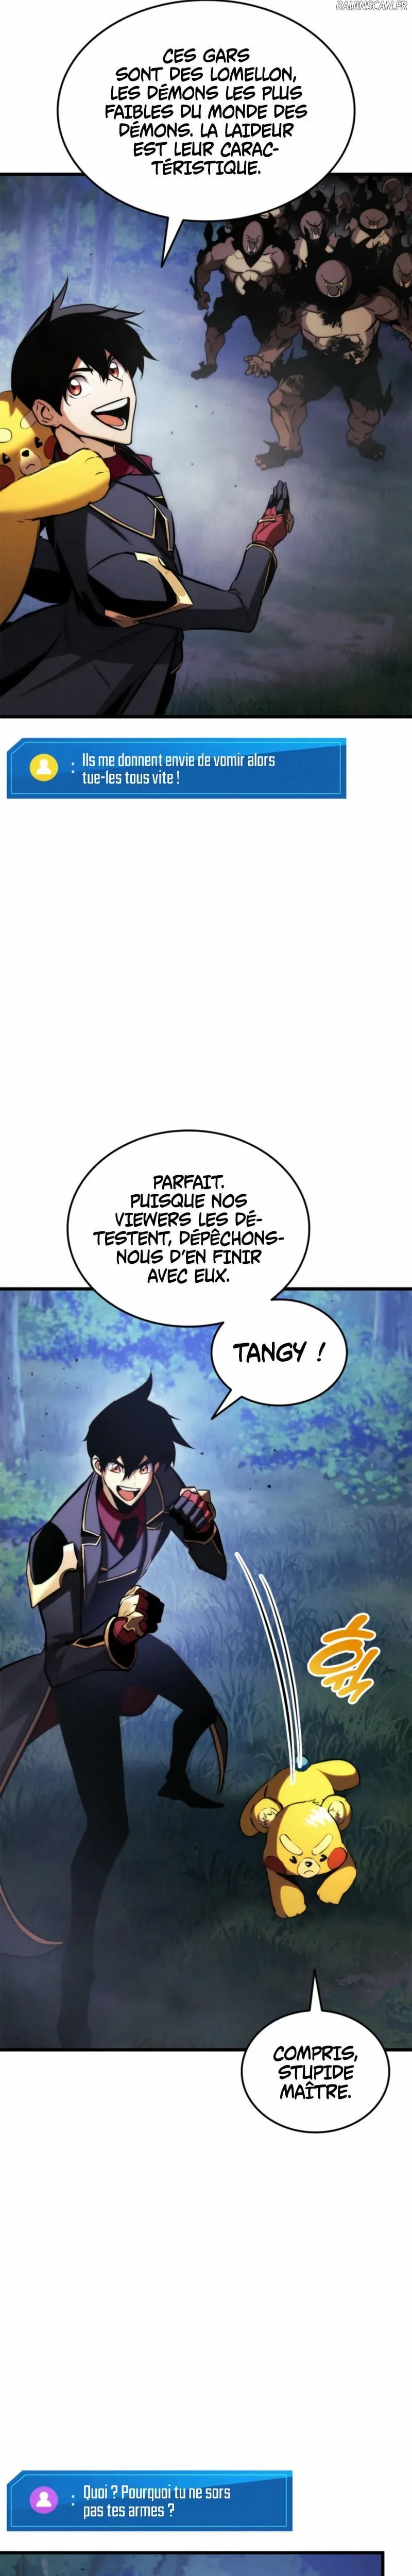 RAIJINSCAN.FR
CES GARS
SONT DES LOMELLON,
LES DÉMONS LES PLUS
FAIBLES DU MONDE DES
DÉMONS. LA LAIDEUR
EST LEUR CARAC-
TÉRISTIQUE.
: Ils me donnent envie de vomir alors
tue-les tous vite !
PARFAIT.
PUISQUE NOS
VIEWERS LES DÉ-
TESTENT, DÉPÊCHONS-
NOUS D'EN FINIR
AVEC EUX.
TANGY !
COMPRIS,
STUPIDE
MAÎTRE.
: Quoi ? Pourquoi tu ne sors
pas tes armes ?